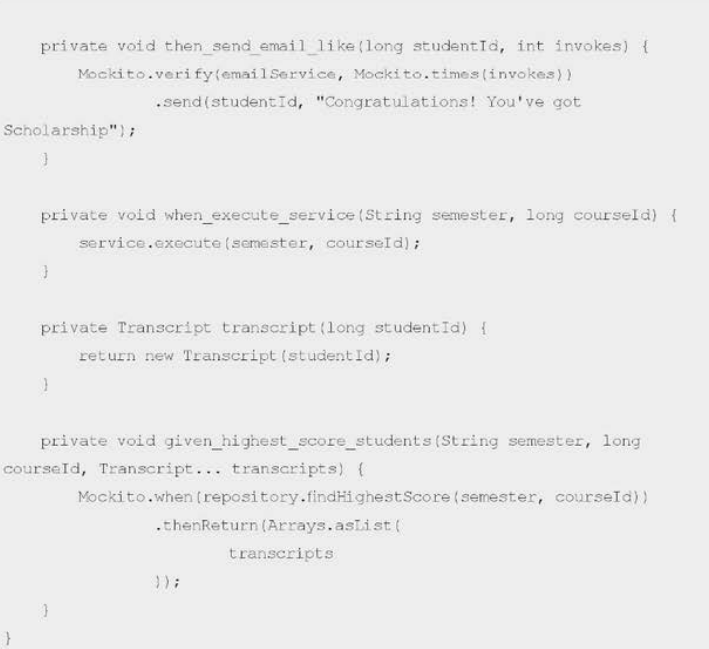 private void then_send_email_like(long studentId, int invokes) {
Mockito.verify(emailService, Mockito.times(invokes))
.send(studentId, "Congratulations! You've got
Scholarship");
}
private void when_execute_service(String semester, long courseId) {
service.execute(semester, courseId);
}
private Transcript transcript(long studentId) {
return new Transcript(studentId);
}
private void given_highest_score_students(String semester, long
courseId, Transcript... transcripts) {
Mockito.when(repository.findHighestScore(semester, courseId))
.thenReturn(Arrays.asList(
transcripts
));
}
}